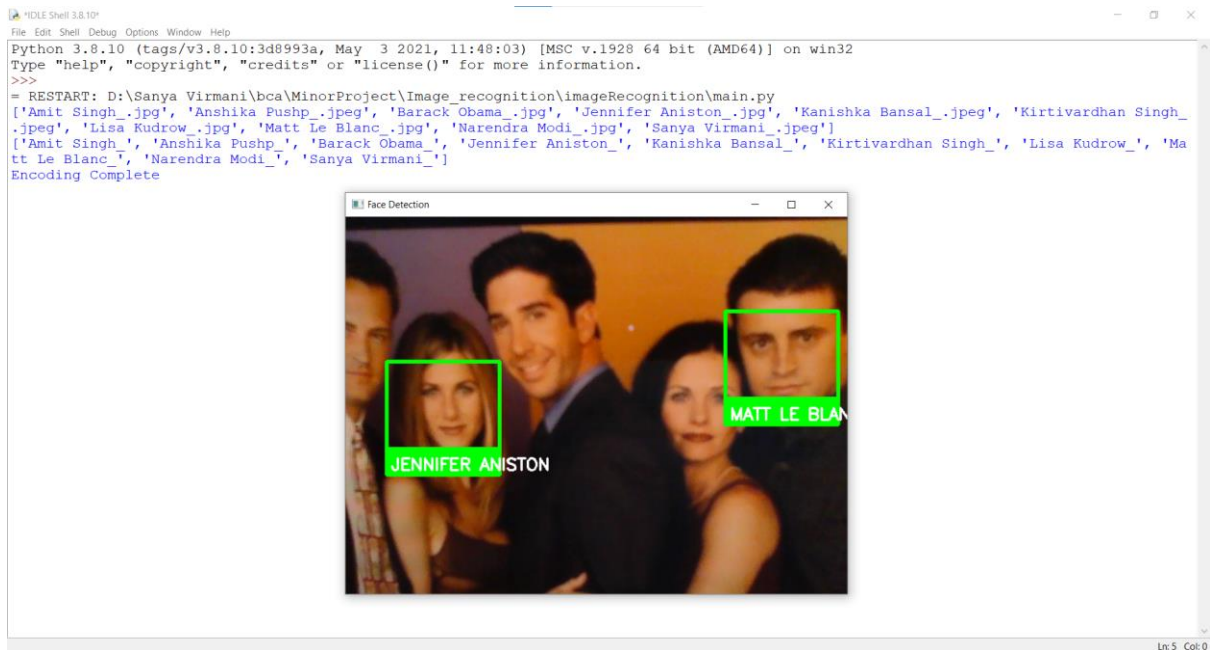 *IDLE Shell 3.8.10*
File Edit Shell Debug Options Window Help
Python 3.8.10 (tags/v3.8.10:3d8993a, May  3 2021, 11:48:03) [MSC v.1928 64 bit (AMD64)] on win32
Type "help", "copyright", "credits" or "license()" for more information.
>>>
= RESTART: D:\Sanya Virmani\bca\MinorProject\Image_recognition\imageRecognition\main.py
['Amit Singh_.jpg', 'Anshika Pushp_.jpeg', 'Barack Obama_.jpg', 'Jennifer Aniston_.jpg', 'Kanishka Bansal_.jpeg', 'Kirtivardhan Singh_
.jpeg', 'Lisa Kudrow_.jpg', 'Matt Le Blanc_.jpg', 'Narendra Modi_.jpg', 'Sanya Virmani_.jpeg']
['Amit Singh_', 'Anshika Pushp_', 'Barack Obama_', 'Jennifer Aniston_', 'Kanishka Bansal_', 'Kirtivardhan Singh_', 'Lisa Kudrow_', 'Ma
tt Le Blanc_', 'Narendra Modi_', 'Sanya Virmani_']
Encoding Complete
Face Detection
MATT LE BLAN
JENNIFER ANISTON
Ln: 5 Col: 0